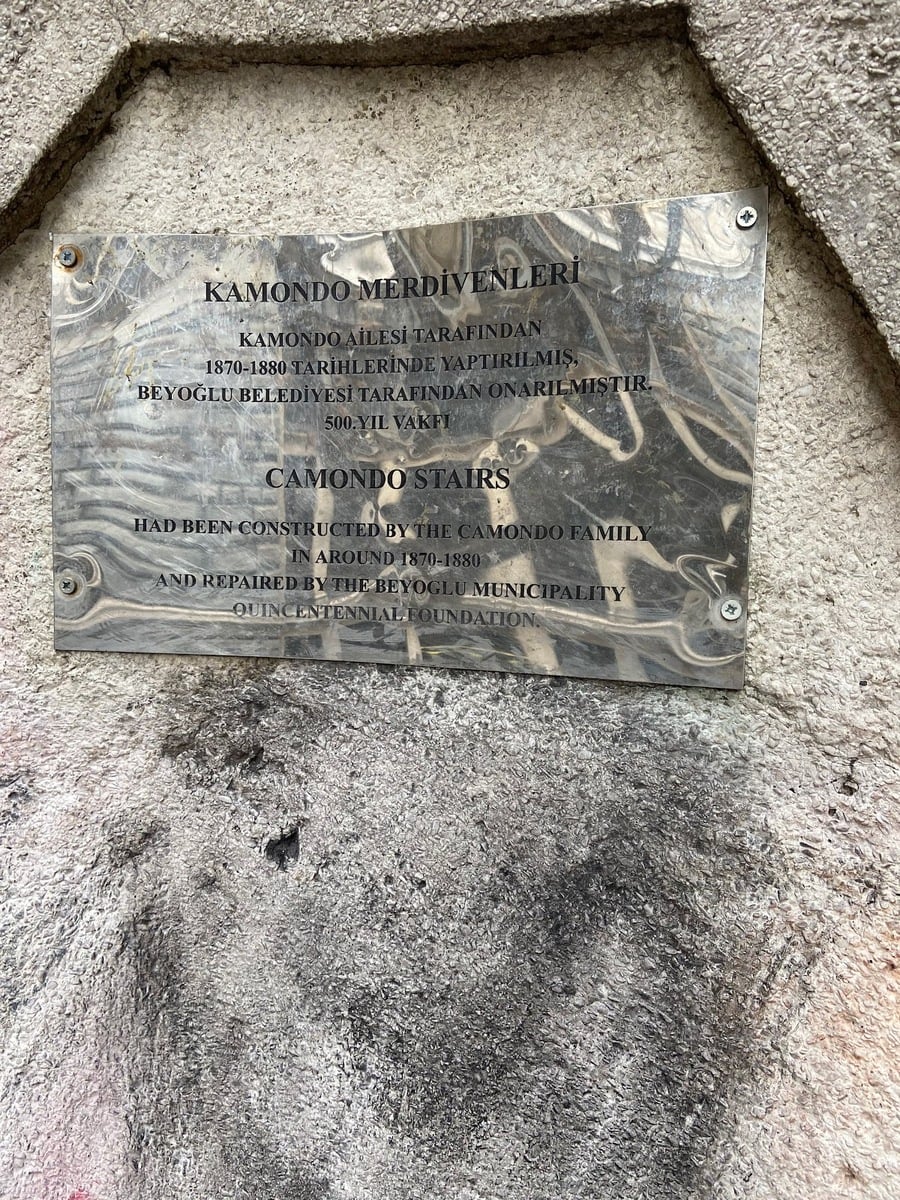 KAMONDO MERDİVENLERİ
KAMONDO AİLESİ TARAFINDAN
1870-1880 TARİHLERİNDE YAPTIRILMIŞ,
BEYOĞLU BELEDİYESİ TARAFINDAN ONARILMIŞTIR.
500.YIL VAKFI
CAMONDO STAIRS
HAD BEEN CONSTRUCTED BY THE CAMONDO FAMILY
IN AROUND 1870-1880
AND REPAIRED BY THE BEYOGLU MUNICIPALITY
QUINCENTENNIAL FOUNDATION.